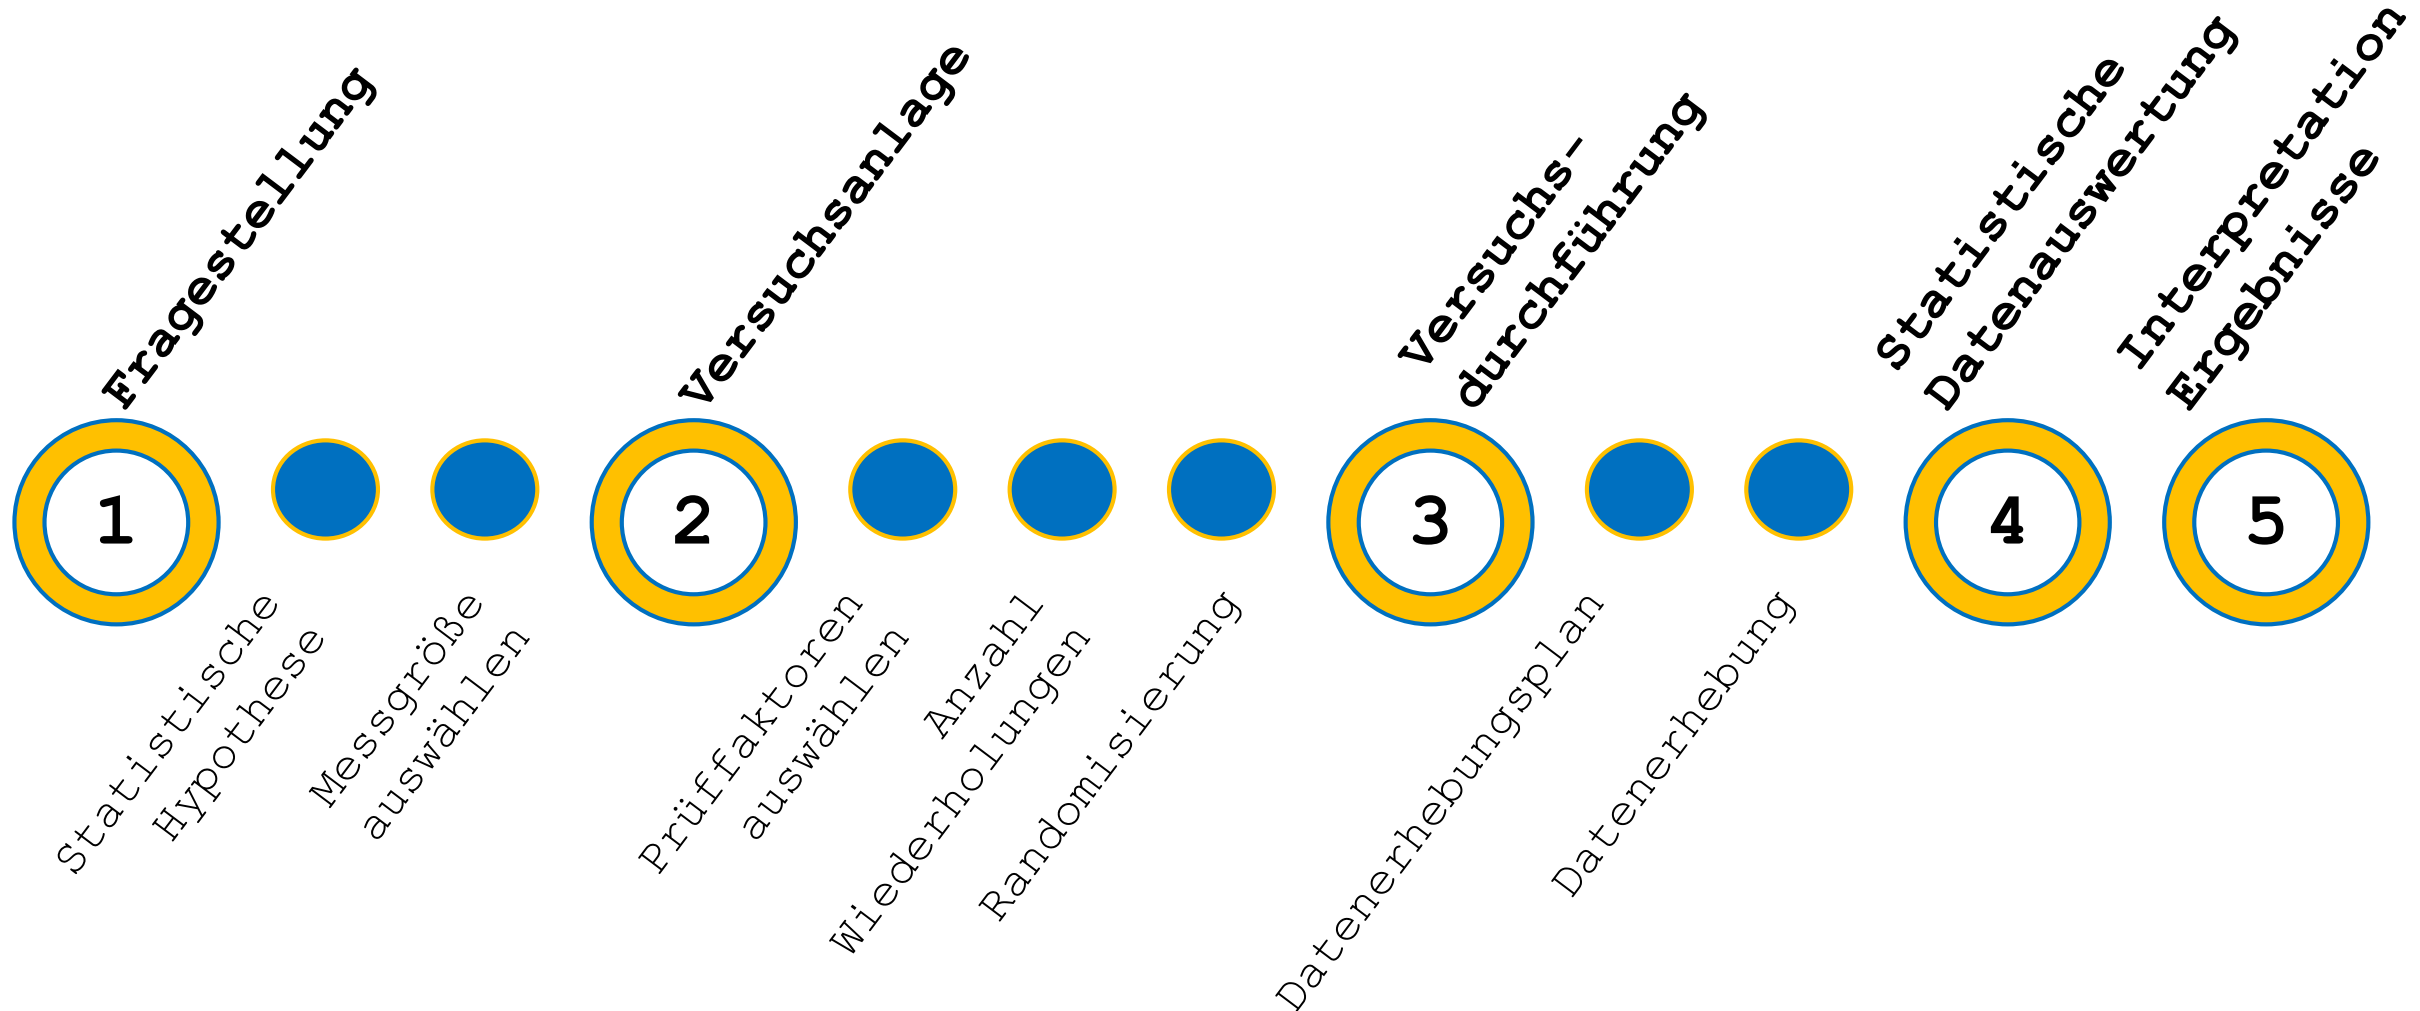 Fragestellung
Versuchsanlage
Versuchs-
durchführung
Statistische
Datenauswertung
Interpretation
Ergebnisse
1
2
3
4
5
Statistische
Hypothese
Messgröße
auswählen
Prüffaktoren
auswählen
Anzahl
Wiederholungen
Randomisierung
Datenerhebungsplan
Datenerhebung